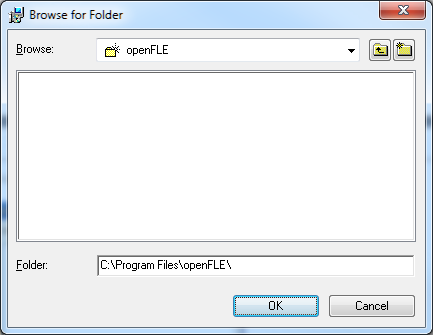 Browse for Folder
Browse: openFLE
Folder: C:\Program Files\openFLE\
OK Cancel